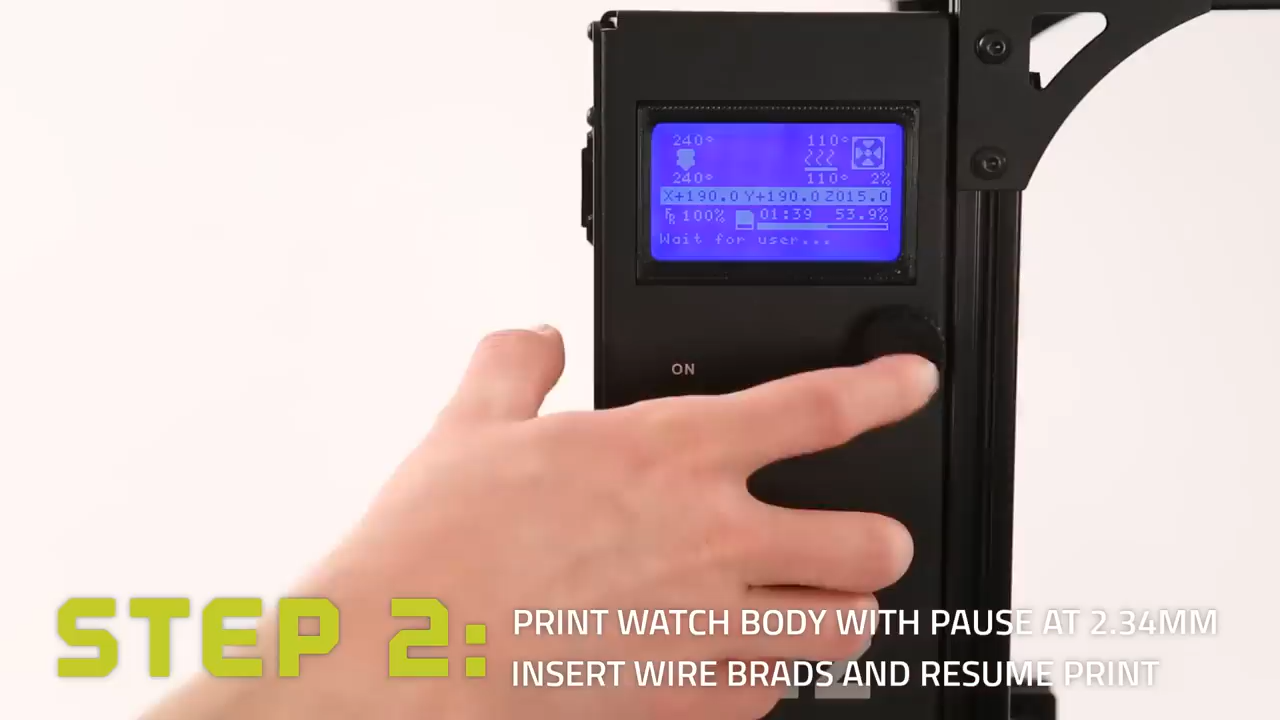 240° 110°
240° 110° 2%
X+190.0 Y+190.0 Z015.0
FR 100% 01:39 53.9%
Wait for user...
ON
STEP 2: PRINT WATCH BODY WITH PAUSE AT 2.34MM
INSERT WIRE BRADS AND RESUME PRINT